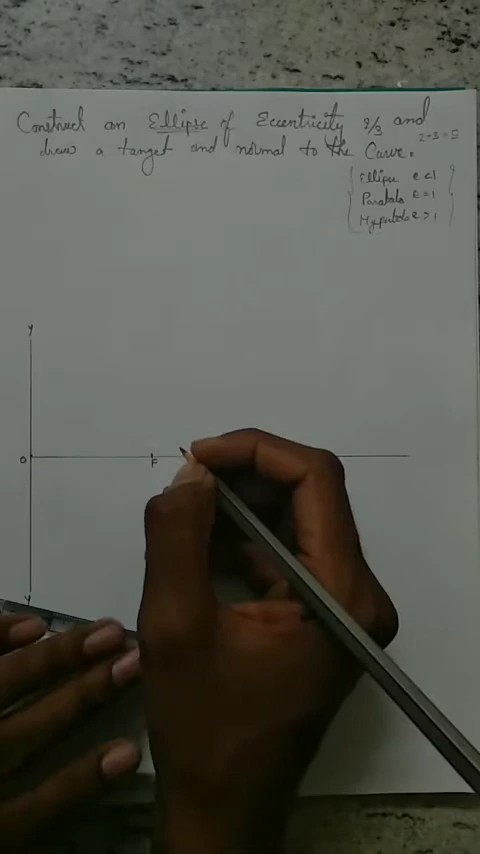 Construct an Ellipse of Eccentricity 2/3 and
draw a tanget and normal to the Curve.
2+3=5
Ellipse e<1
Parabola e=1
Hyperbola e>1
Y
O
F
Y